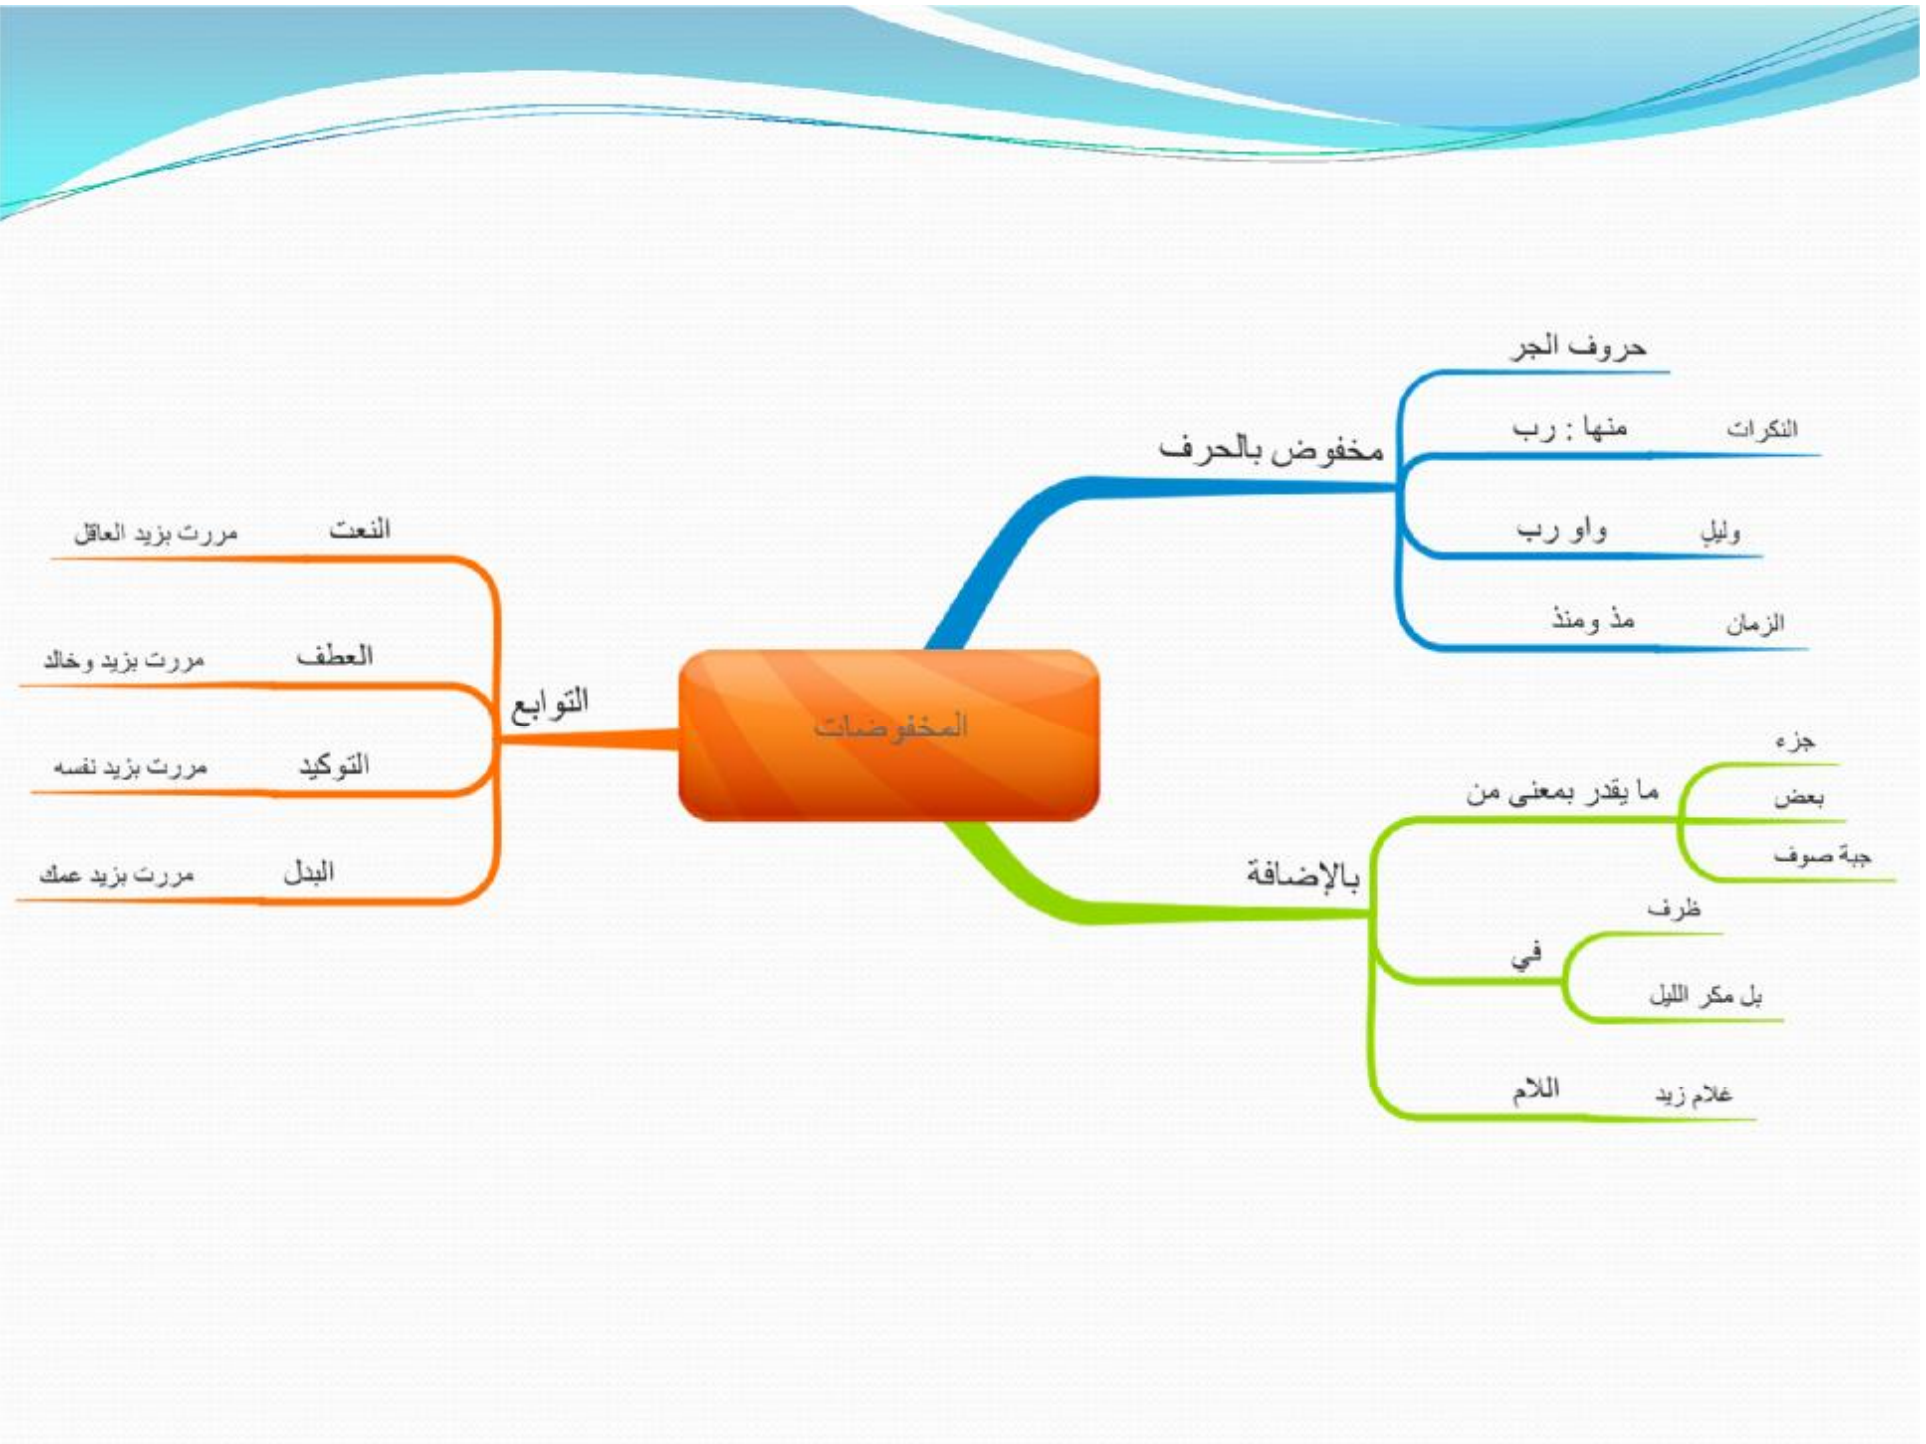 المخفوضات
مخفوض بالحرف
حروف الجر
منها : رب
النكرات
واو رب
وليلٍ
مذ ومنذ
الزمان
بالإضافة
ما يقدر بمعنى من
جزء
بعض
جبة صوف
في
ظرف
بل مكر الليل
اللام
غلام زيد
التوابع
النعت
مررت بزيد العاقل
العطف
مررت بزيد وخالد
التوكيد
مررت بزيد نفسه
البدل
مررت بزيد عمك